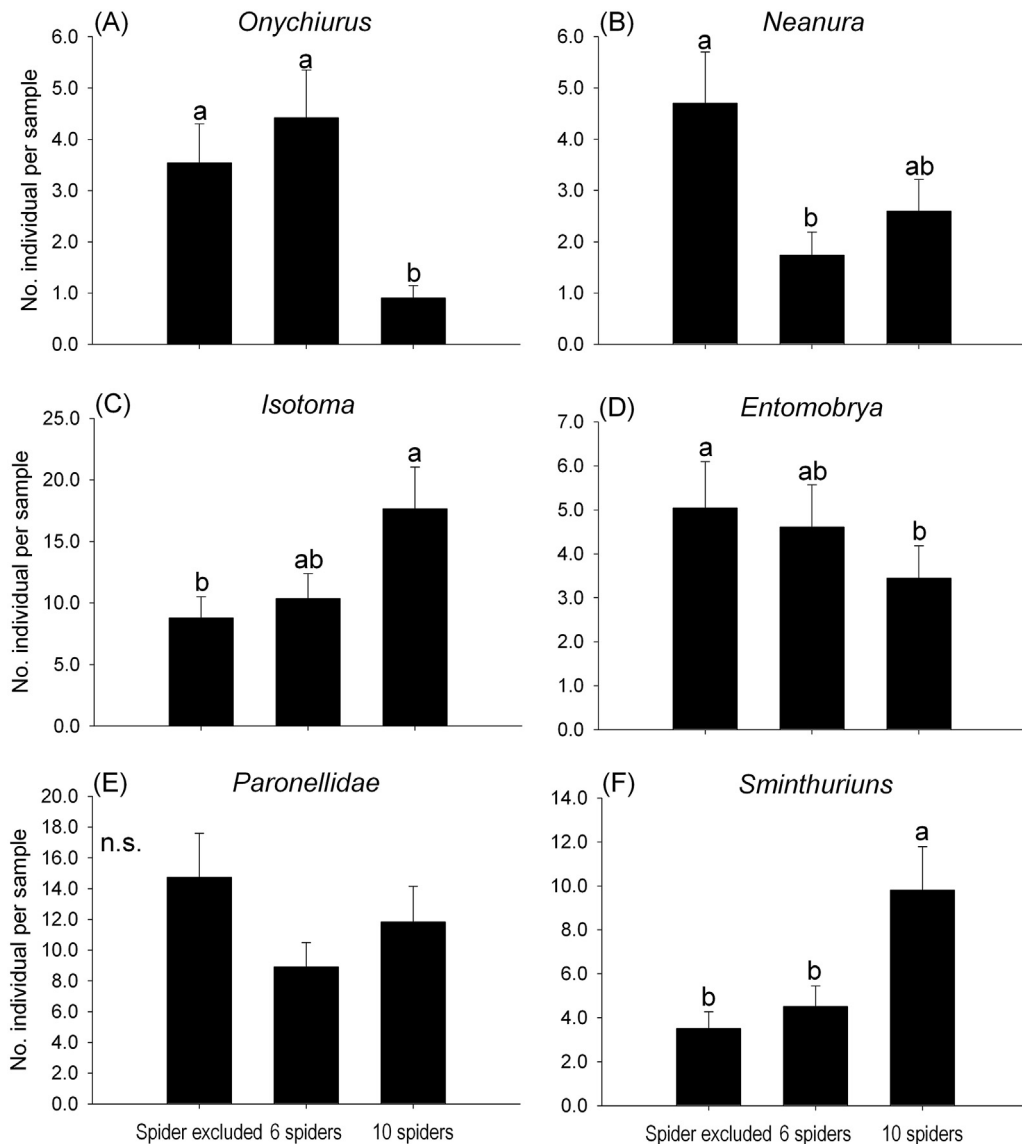 (A) Onychiurus
6.0
5.0
4.0
3.0
2.0
1.0
0.0
No. individual per sample
a
a
b
(B) Neanura
6.0
5.0
4.0
3.0
2.0
1.0
0.0
a
b
ab
(C) Isotoma
25.0
20.0
15.0
10.0
5.0
0.0
No. individual per sample
b
ab
a
(D) Entomobrya
7.0
6.0
5.0
4.0
3.0
2.0
1.0
0.0
a
ab
b
(E) Paronellidae
20.0
18.0
16.0
14.0
12.0
10.0
8.0
6.0
4.0
2.0
0.0
No. individual per sample
n.s.
Spider excluded 6 spiders 10 spiders
(F) Sminthuriuns
14.0
12.0
10.0
8.0
6.0
4.0
2.0
0.0
b
b
a
Spider excluded 6 spiders 10 spiders